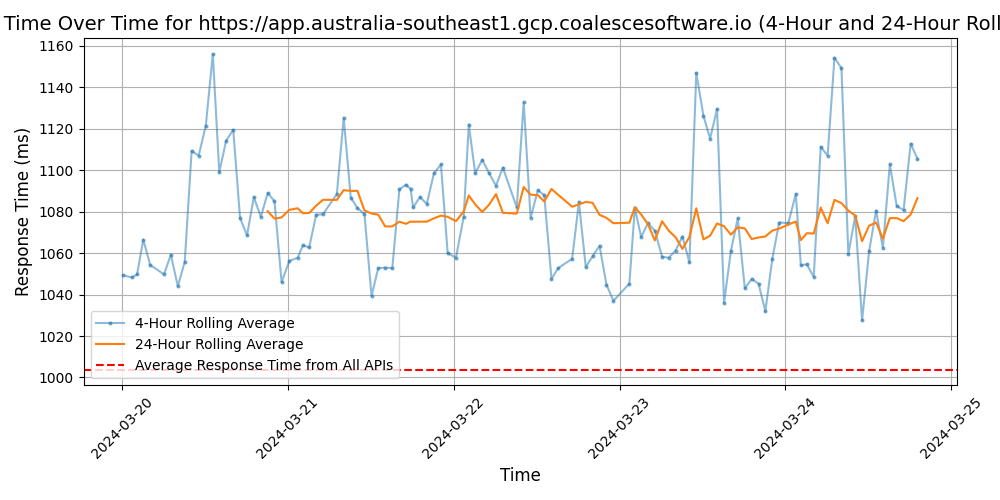 Time Over Time for https://app.australia-southeast1.gcp.coalescesoftware.io (4-Hour and 24-Hour Roll
Response Time (ms)
1160
1140
1120
1100
1080
1060
1040
1020
1000
4-Hour Rolling Average
24-Hour Rolling Average
Average Response Time from All APIs
2024-03-20
2024-03-21
2024-03-22
2024-03-23
2024-03-24
2024-03-25
Time